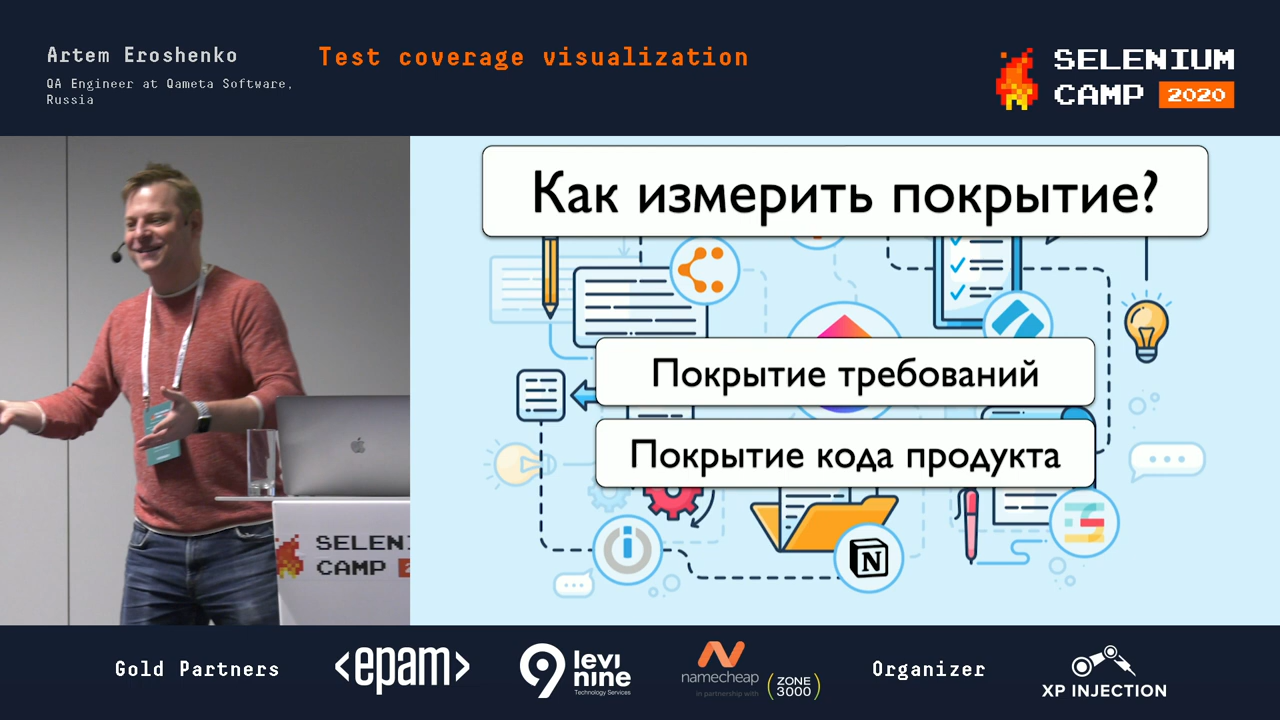 Artem Eroshenko
QA Engineer at Qameta Software,
Russia
Test coverage visualization
SELENIUM
CAMP 2020
Как измерить покрытие?
Покрытие требований
Покрытие кода продукта
SELENI
CAMP 2
Gold Partners
<epam>
9 levi
nine
Technology Services
namecheap
in partnership with
ZONE
3000
Organizer
XP INJECTION